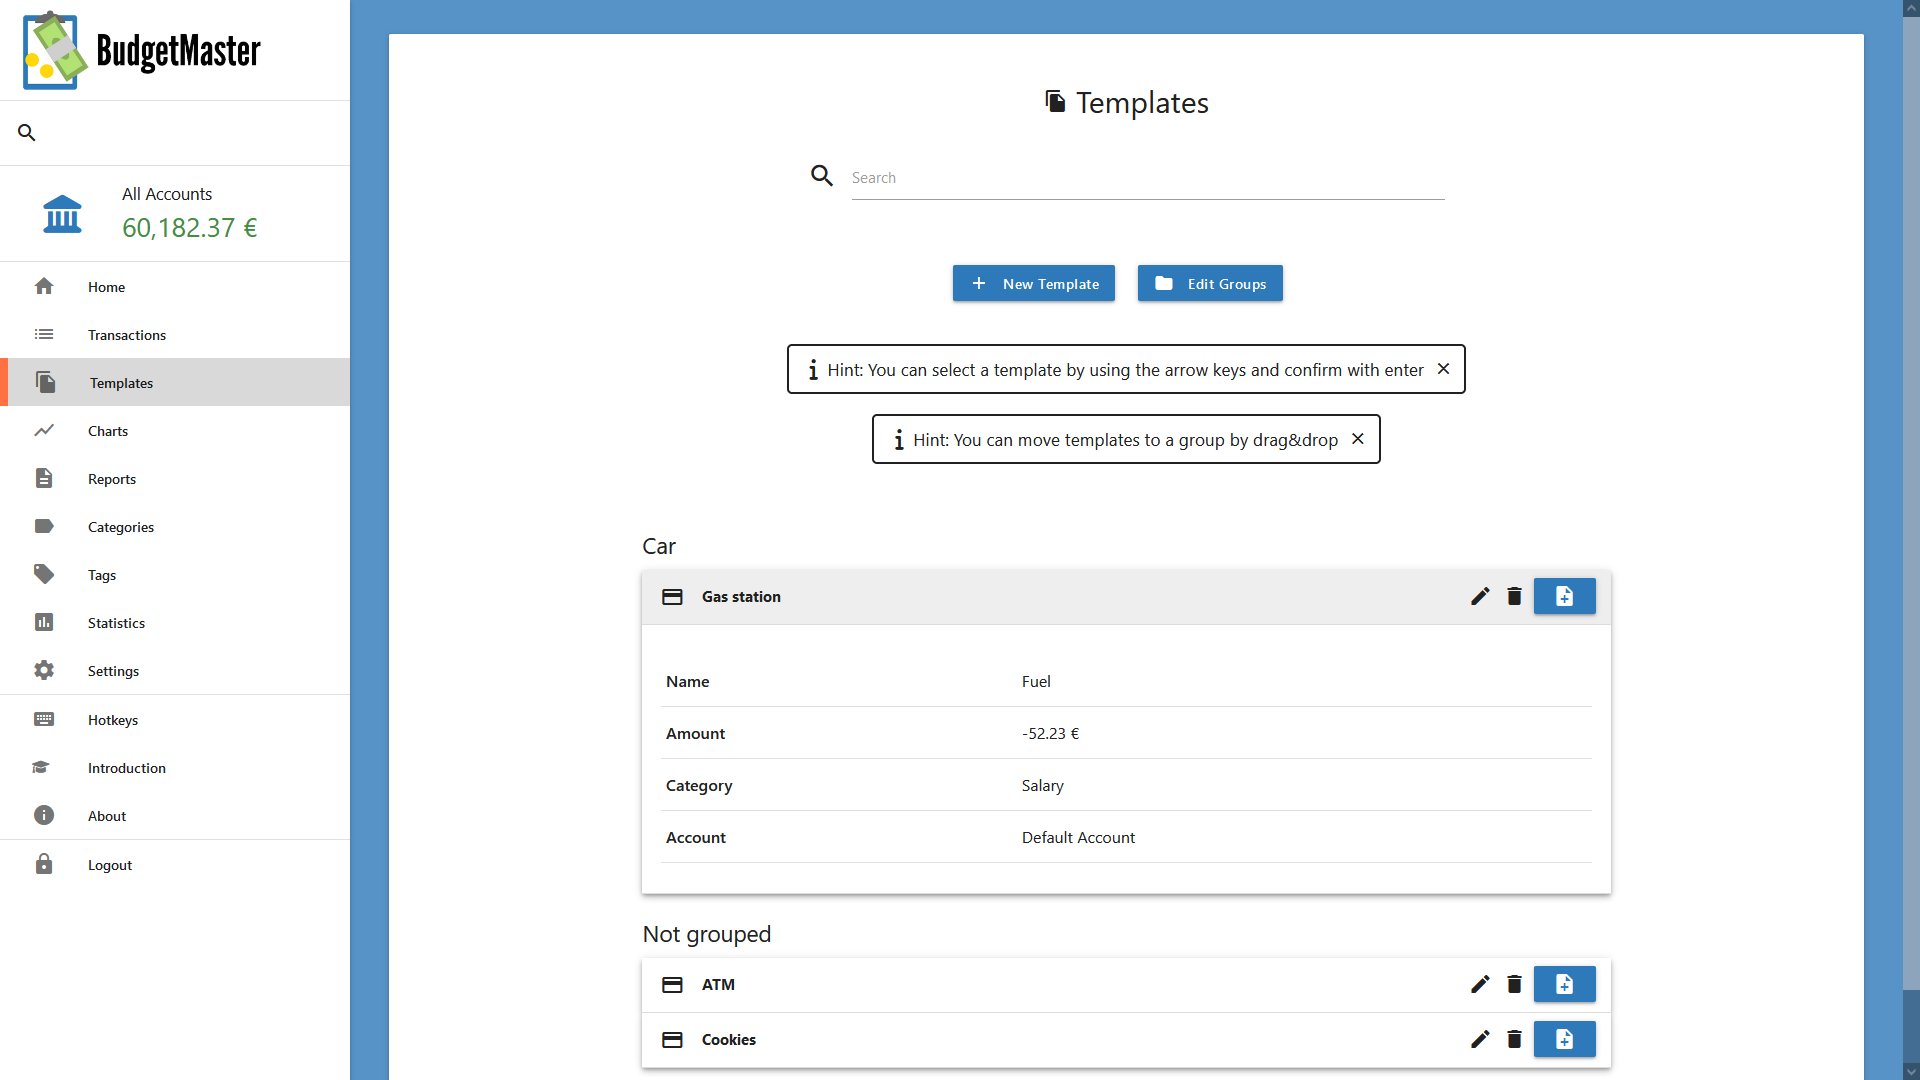 BudgetMaster
All Accounts
60,182.37 €
Home
Transactions
Templates
Charts
Reports
Categories
Tags
Statistics
Settings
Hotkeys
Introduction
About
Logout
Templates
Search
New Template
Edit Groups
Hint: You can select a template by using the arrow keys and confirm with enter
Hint: You can move templates to a group by drag&drop
Car
Gas station
Name Fuel
Amount -52.23 €
Category Salary
Account Default Account
Not grouped
ATM
Cookies